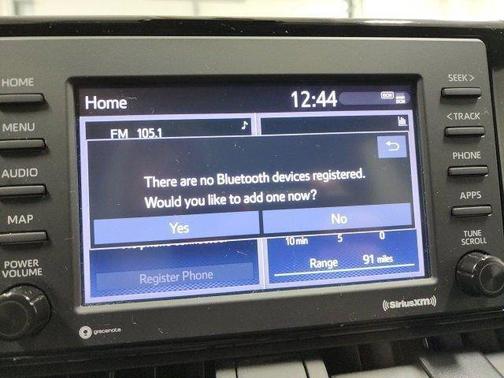 HOME
MENU
AUDIO
MAP
POWER
VOLUME
Home
12:44
FM 105.1
There are no Bluetooth devices registered.
Would you like to add one now?
Yes
No
Register Phone
10 min 5 0
Range 91 miles
SEEK>
<TRACK
PHONE
APPS
TUNE
SCROLL
gracenote
((SiriusXM))